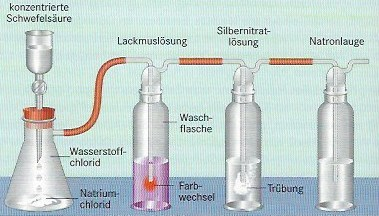 konzentrierte
Schwefelsäure
Lackmuslösung
Silbernitrat-
lösung
Natronlauge
Wasch-
flasche
Wasserstoff-
chlorid
Natrium-
chlorid
Farb-
wechsel
Trübung